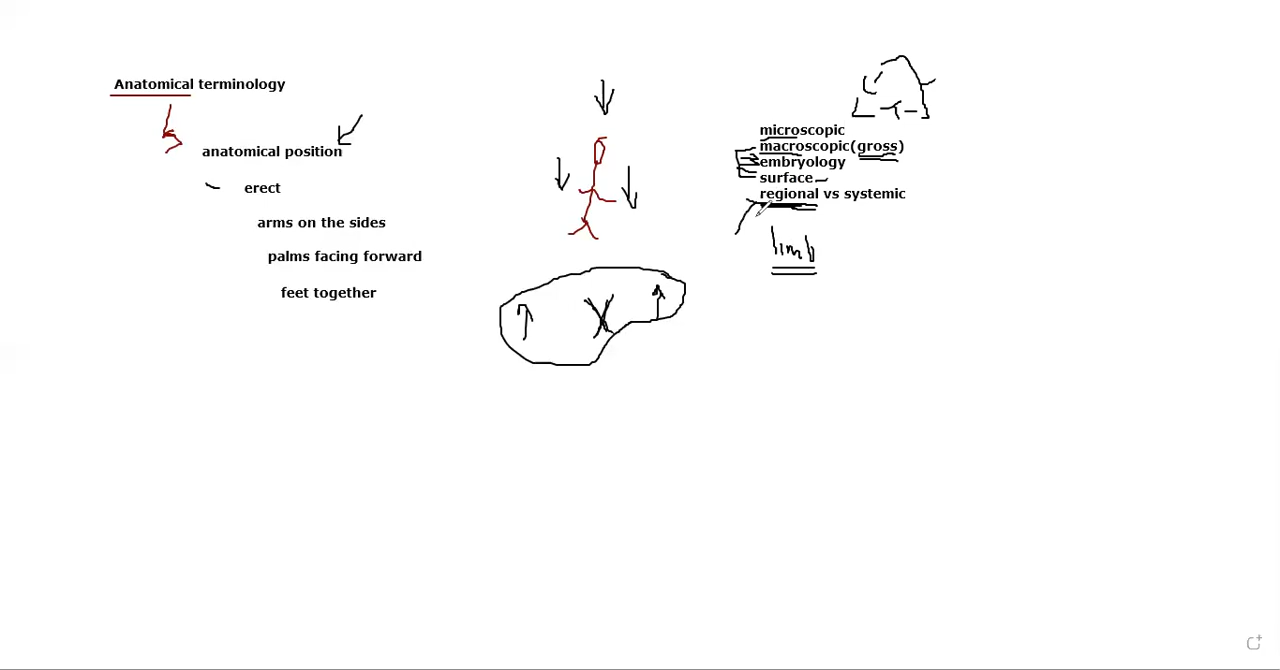 Anatomical terminology
anatomical position
erect
arms on the sides
palms facing forward
feet together
microscopic
macroscopic(gross)
embryology
surface
regional vs systemic
limb